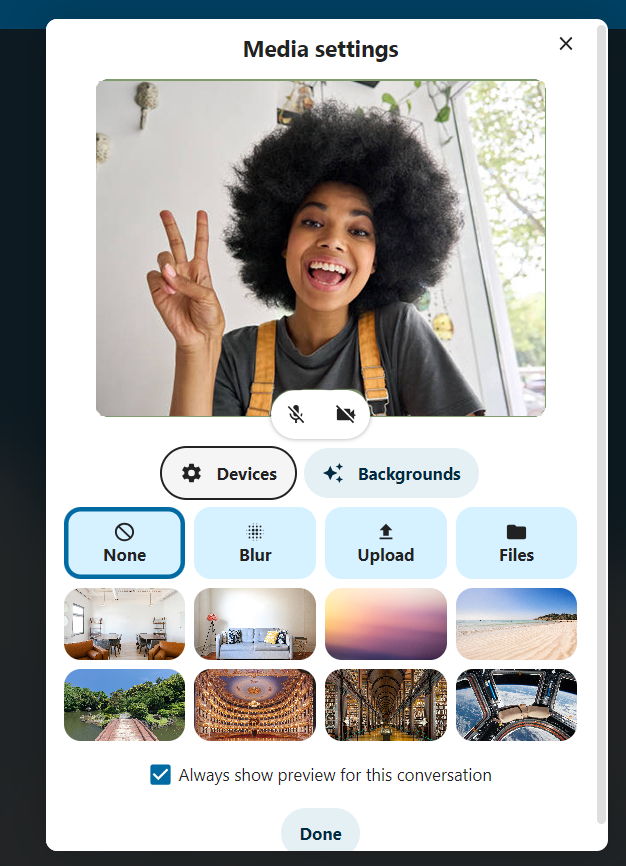 Media settings
Devices
Backgrounds
None
Blur
Upload
Files
Always show preview for this conversation
Done